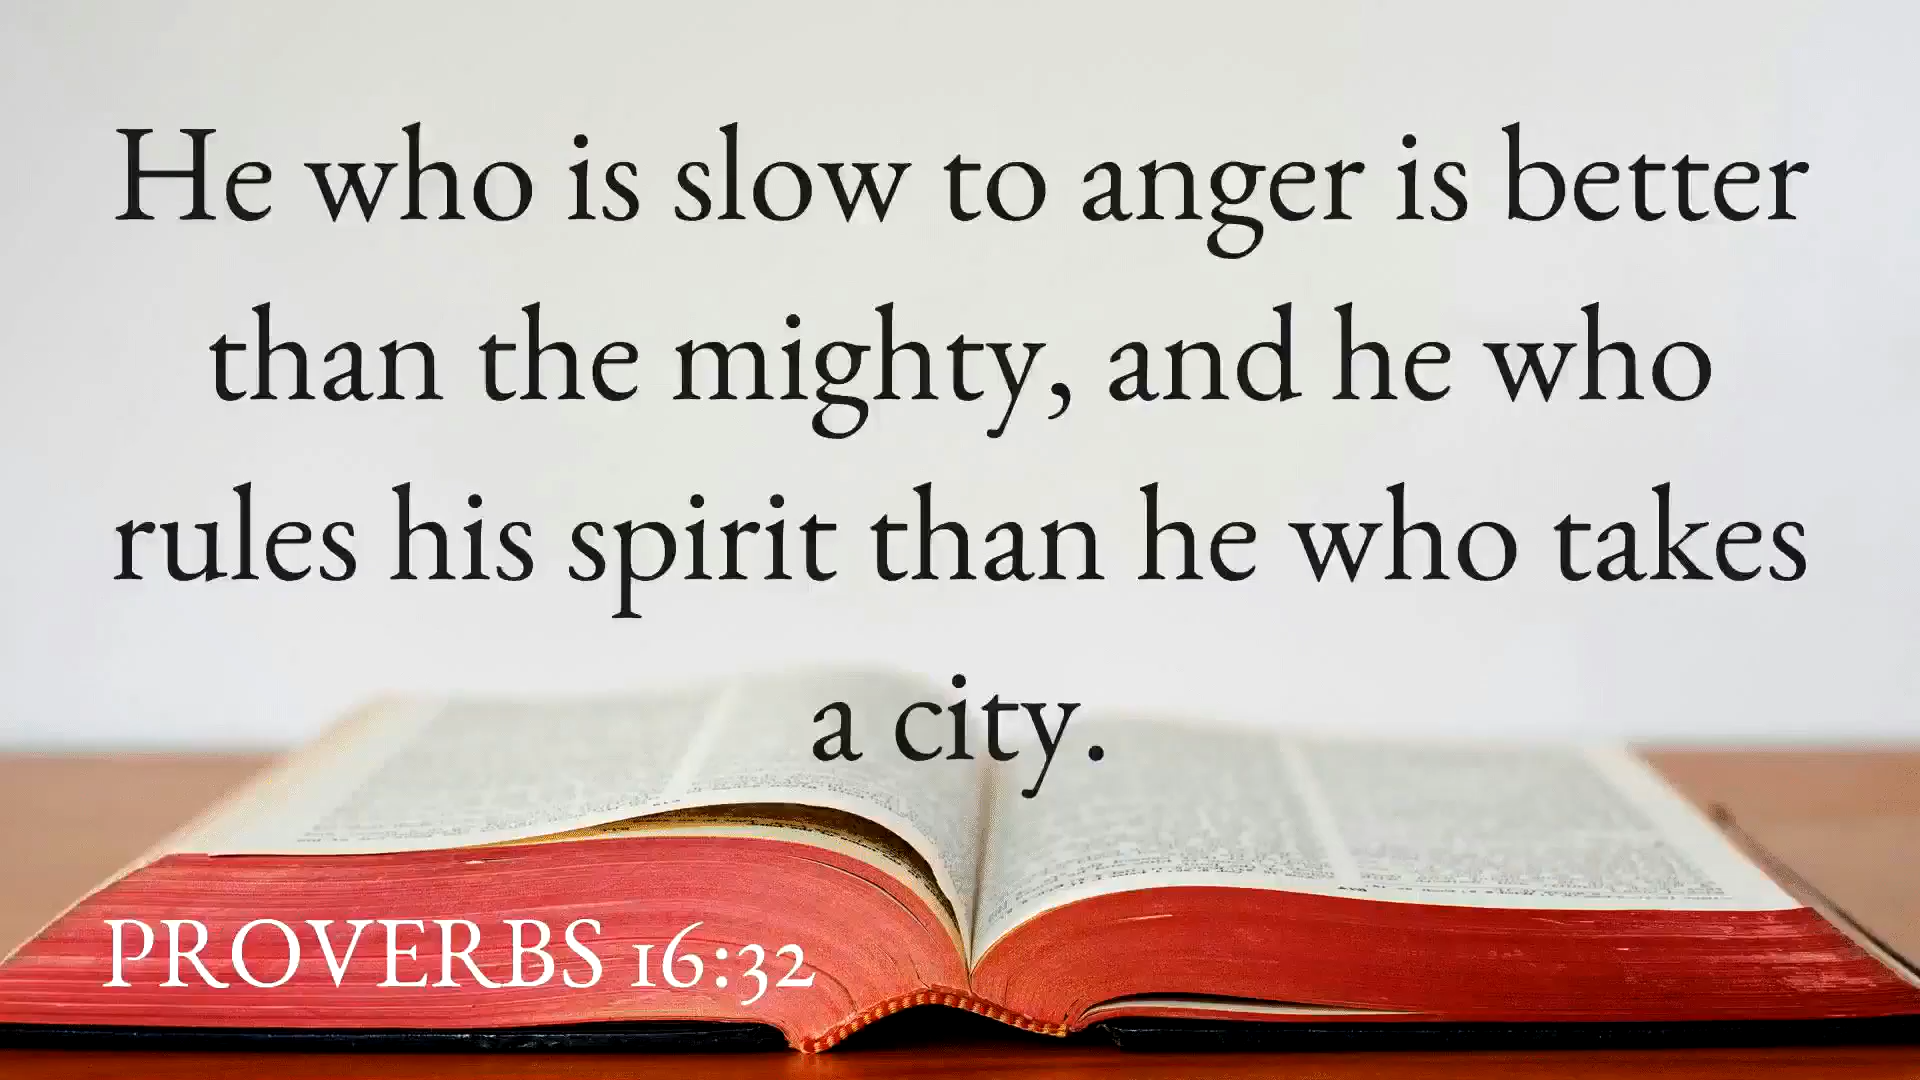 He who is slow to anger is better
than the mighty, and he who
rules his spirit than he who takes
a city.
PROVERBS 16:32